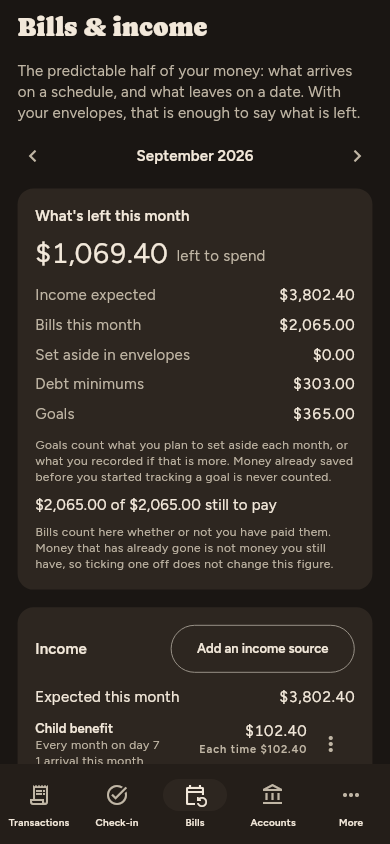 Bills & income
The predictable half of your money: what arrives
on a schedule, and what leaves on a date. With
your envelopes, that is enough to say what is left.
September 2026
What's left this month
$1,069.40 left to spend
Income expected $3,802.40
Bills this month $2,065.00
Set aside in envelopes $0.00
Debt minimums $303.00
Goals $365.00
Goals count what you plan to set aside each month, or
what you recorded if that is more. Money already saved
before you started tracking a goal is never counted.
$2,065.00 of $2,065.00 still to pay
Bills count here whether or not you have paid them.
Money that has already gone is not money you still
have, so ticking one off does not change this figure.
Income Add an income source
Expected this month $3,802.40
Child benefit $102.40
Every month on day 7 Each time $102.40
1 arrival this month
Transactions Check-in Bills Accounts More